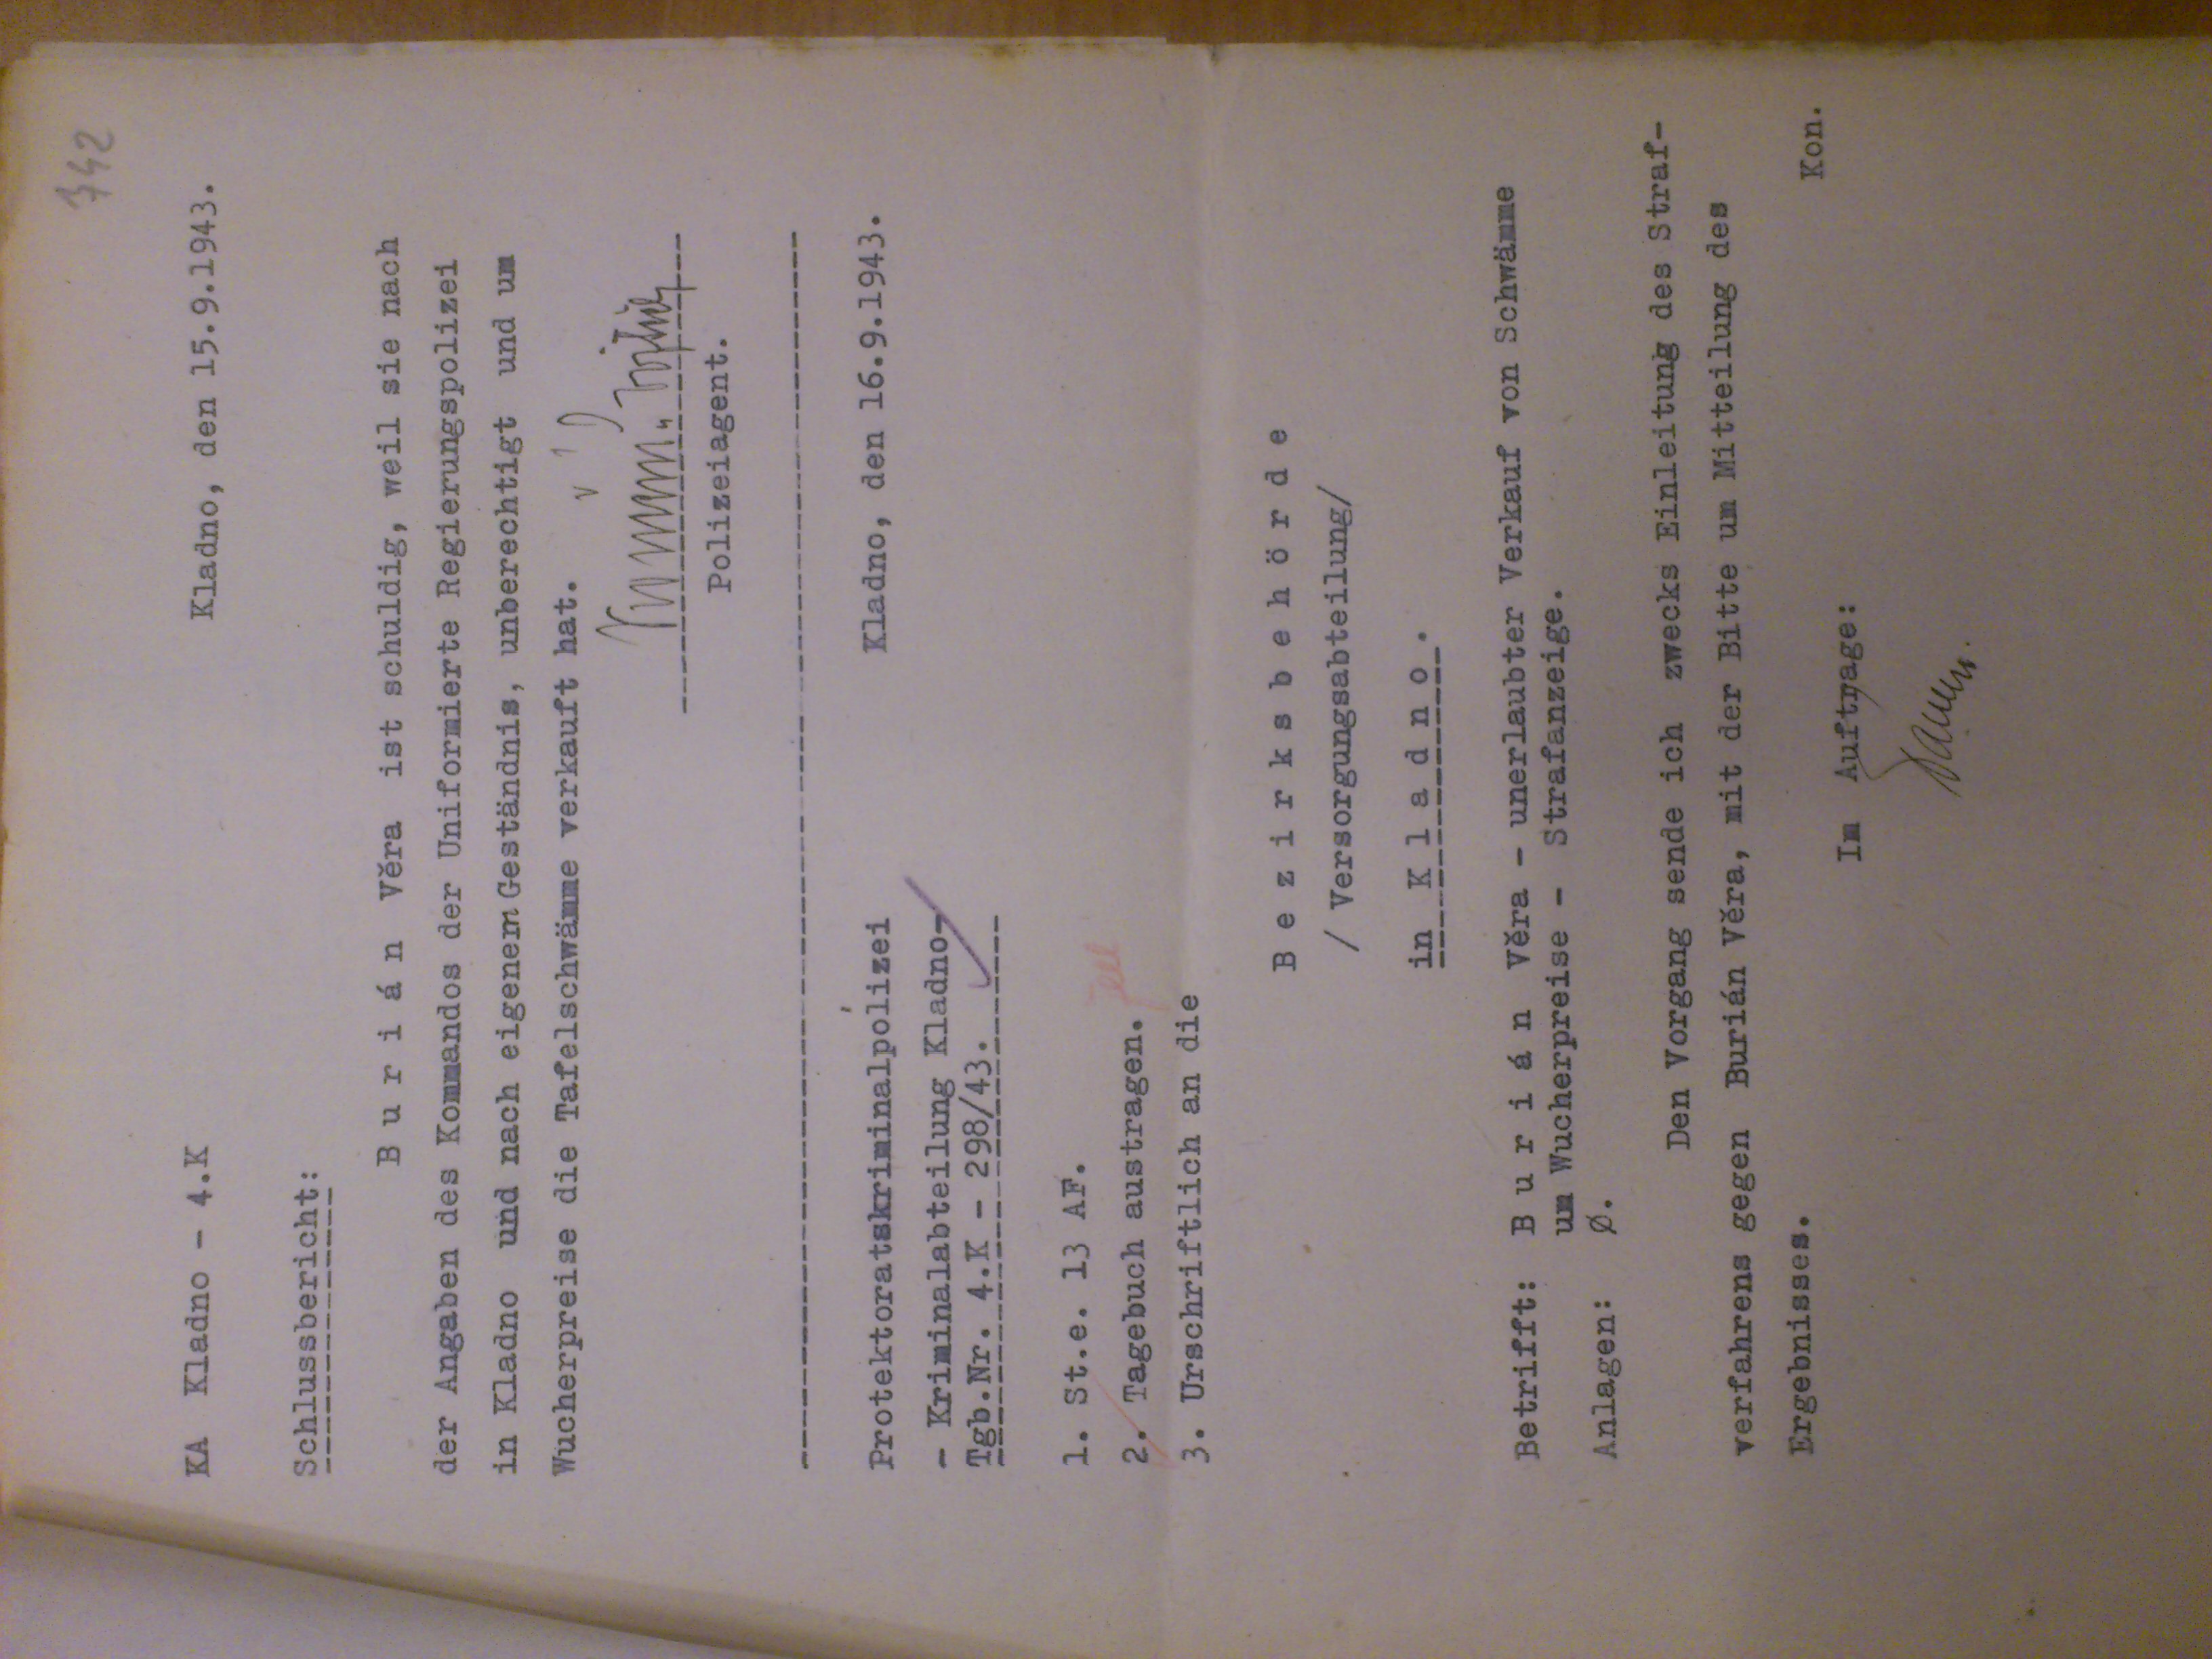 742
KA Kladno - 4.K
Kladno, den 15.9.1943.
Schlussbericht:
B u r i á n Věra ist schuldig, weil sie nach
der Angaben des Kommandos der Uniformierte Regierungspolizei
in Kladno und nach eigenem Geständnis, unberechtigt und um
Wucherpreise die Tafelschwämme verkauft hat.
Polizeiagent.
Protektoratskriminalpolizei
Kladno, den 16.9.1943.
- Kriminalabteilung Kladno-
Tgb.Nr. 4.K - 298/43.
1. St.e. 13 AF.
2. Tagebuch austragen.
3. Urschriftlich an die
B e z i r k s b e h ö r d e
/ Versorgungsabteilung/
in K l a d n o .
Betrifft: B u r i á n Věra - unerlaubter Verkauf von Schwämme
um Wucherpreise - Strafanzeige.
Anlagen: Ø.
Den Vorgang sende ich zwecks Einleitung des Straf-
verfahrens gegen Burián Věra, mit der Bitte um Mitteilung des
Ergebnisses.
Kon.
Im Auftrage: